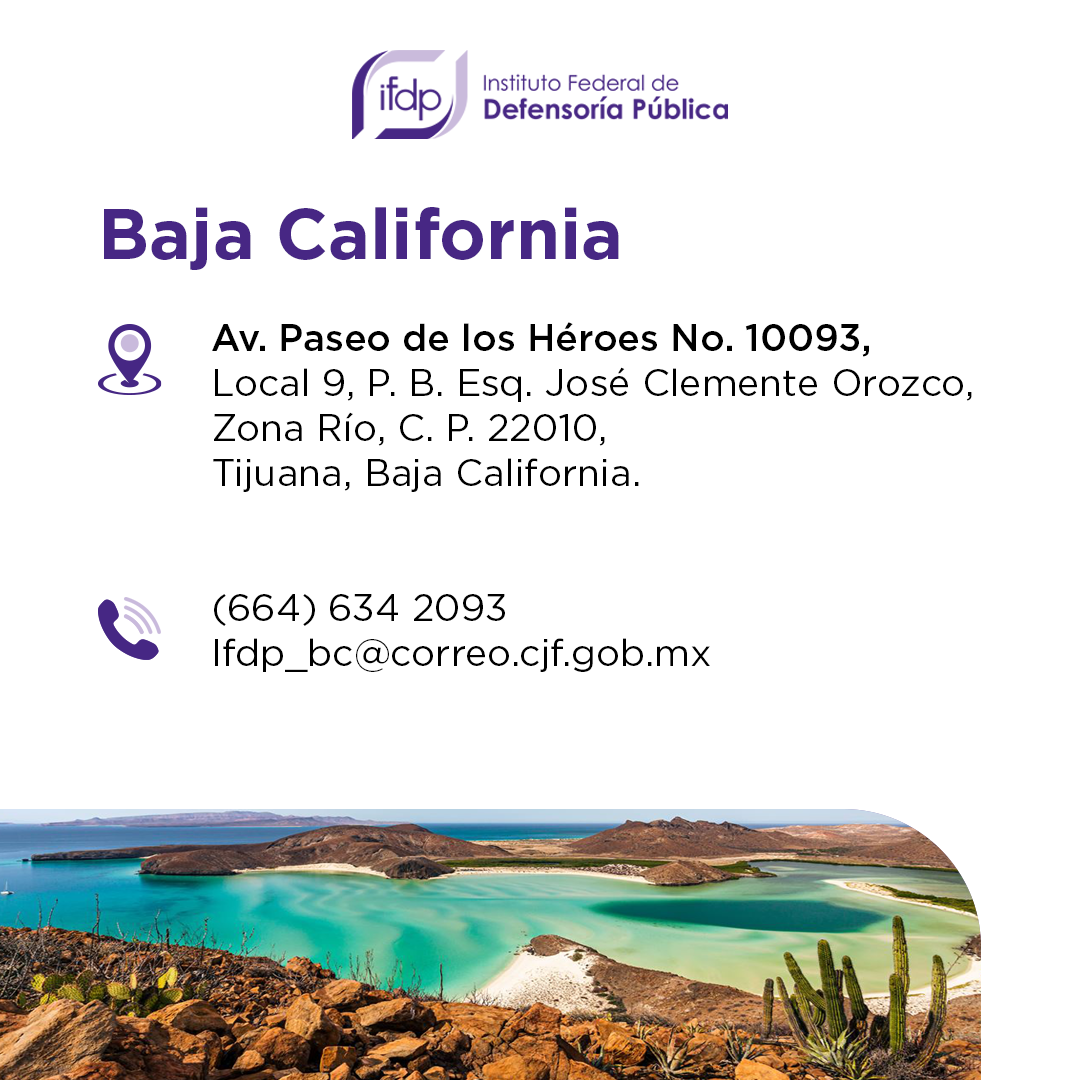 ifdp
Instituto Federal de
Defensoría Pública
Baja California
Av. Paseo de los Héroes No. 10093,
Local 9, P. B. Esq. José Clemente Orozco,
Zona Río, C. P. 22010,
Tijuana, Baja California.
(664) 634 2093
Ifdp_bc@correo.cjf.gob.mx